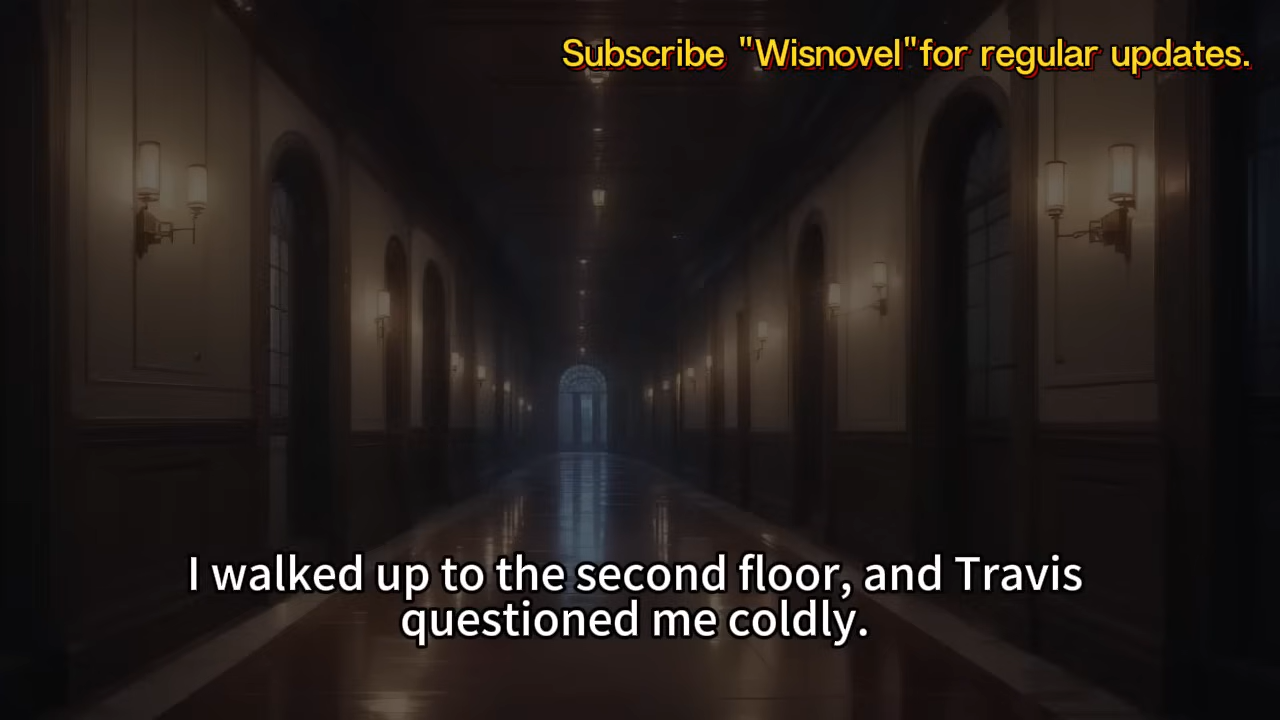 Subscribe "Wisnovel"for regular updates.
I walked up to the second floor, and Travis
questioned me coldly.